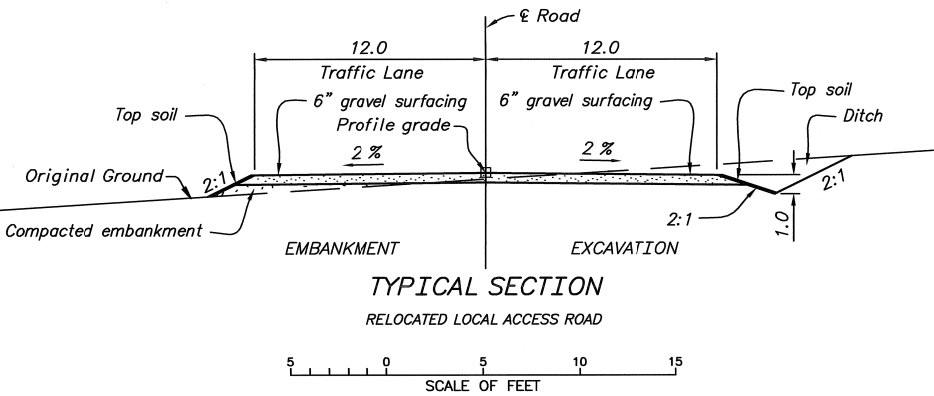 ℄ Road
12.0
12.0
Traffic Lane
Traffic Lane
6" gravel surfacing
6" gravel surfacing
Top soil
Top soil
Profile grade
Ditch
2 %
2 %
Original Ground
2:1
2:1
Compacted embankment
2:1
1.0
EMBANKMENT
EXCAVATION
TYPICAL SECTION
RELOCATED LOCAL ACCESS ROAD
5 0 5 10 15
SCALE OF FEET